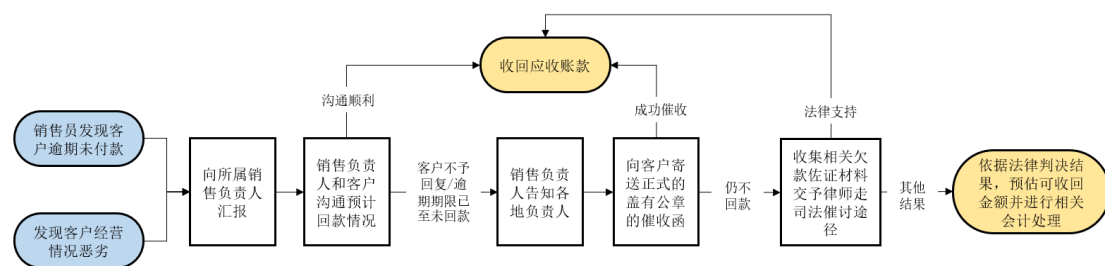 收回应收账款
沟通顺利
成功催收
法律支持
销售员发现客
户逾期未付款
发现客户经营
情况恶劣
向所属销
售负责人
汇报
销售负责
人和客户
沟通预计
回款情况
客户不予
回复/逾
期期限已
至未回款
销售负责
人告知各
地负责人
向客户寄
送正式的
盖有公章
的催收函
仍不
回款
收集相关欠
款佐证材料
交予律师走
司法催讨途
径
其他
结果
依据法律判决结
果，预估可收回
金额并进行相关
会计处理